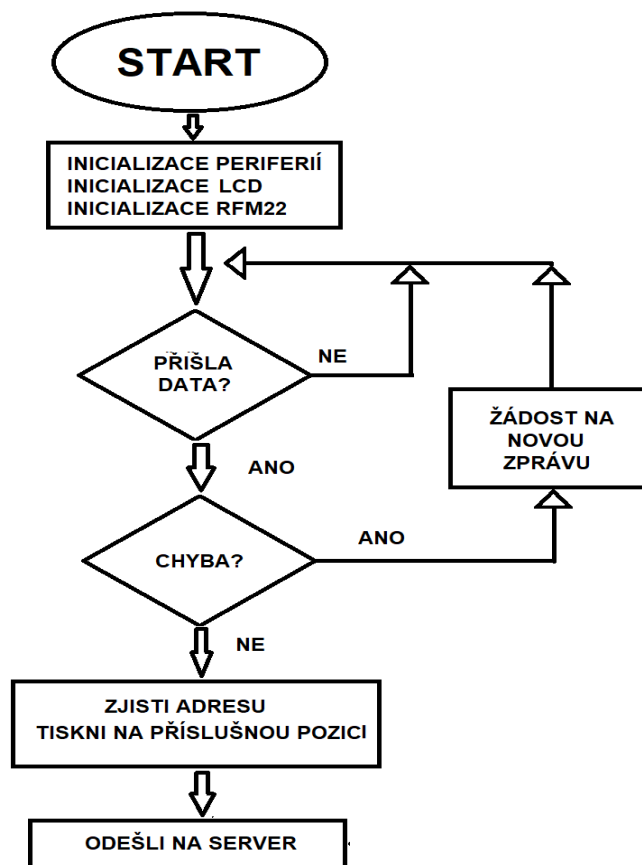 START
INICIALIZACE PERIFERIÍ
INICIALIZACE LCD
INICIALIZACE RFM22
PŘIŠLA
DATA?
NE
ŽÁDOST NA
NOVOU
ZPRÁVU
ANO
CHYBA?
ANO
NE
ZJISTI ADRESU
TISKNI NA PŘÍSLUŠNOU POZICI
ODEŠLI NA SERVER